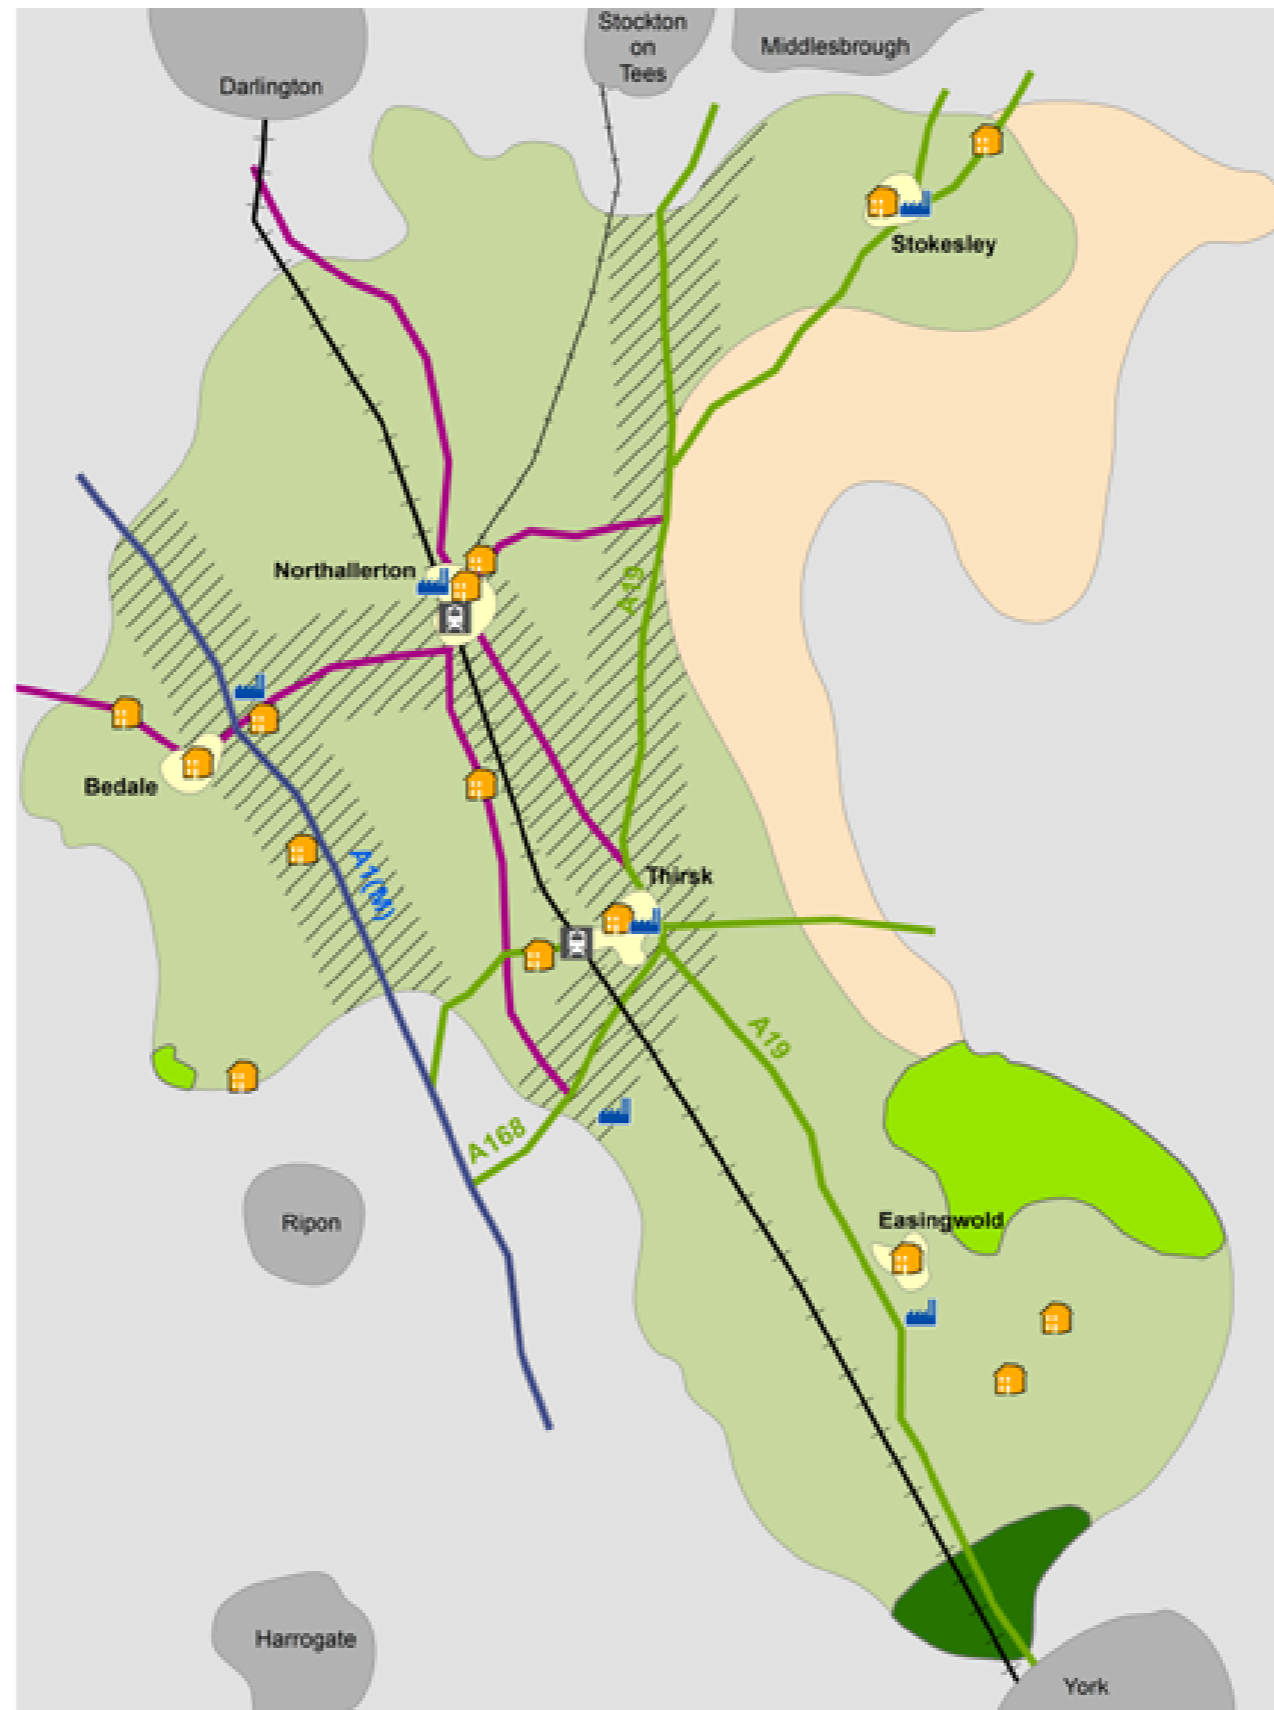 Stockton
on
Tees
Middlesbrough
Darlington
Stokesley
Northallerton
A19
Bedale
A1(M)
Thirsk
A19
A168
Ripon
Easingwold
Harrogate
York